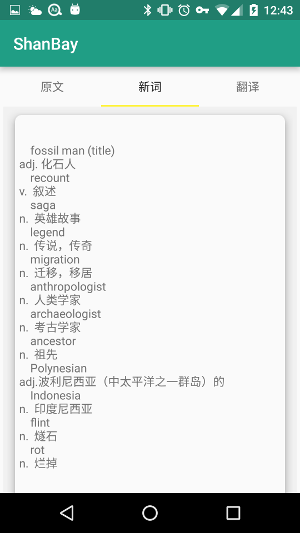 12:43
ShanBay
原文 新词 翻译
fossil man (title)
adj. 化石人
recount
v. 叙述
saga
n. 英雄故事
legend
n. 传说，传奇
migration
n. 迁移，移居
anthropologist
n. 人类学家
archaeologist
n. 考古学家
ancestor
n. 祖先
Polynesian
adj.波利尼西亚（中太平洋之一群岛）的
Indonesia
n. 印度尼西亚
flint
n. 燧石
rot
n. 烂掉